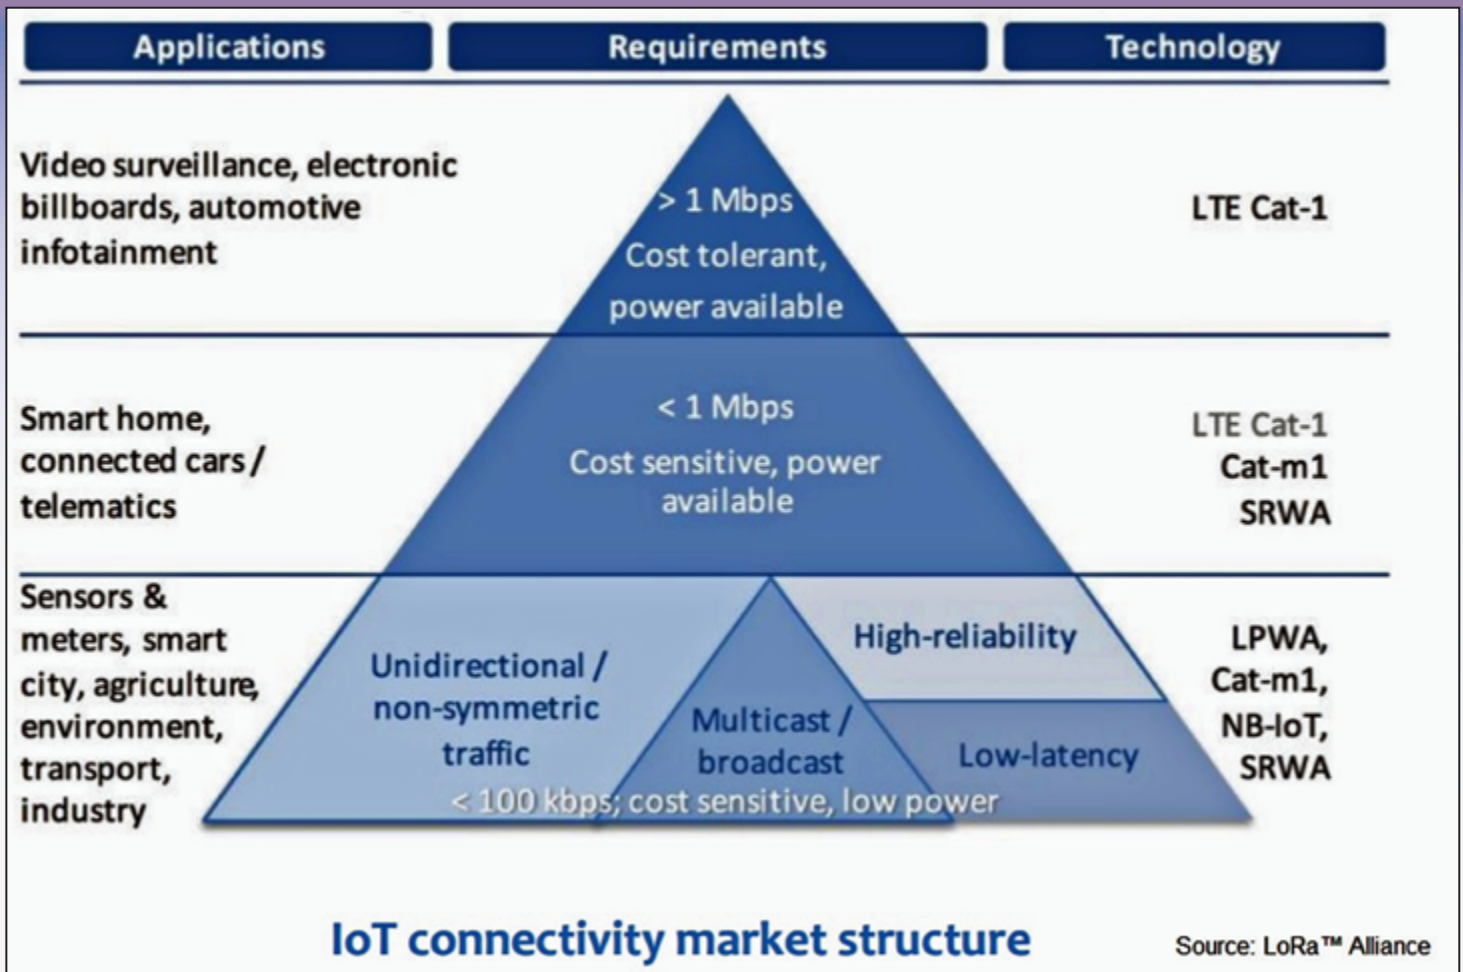 Applications
Requirements
Technology
Video surveillance, electronic
billboards, automotive
infotainment
> 1 Mbps
Cost tolerant,
power available
LTE Cat-1
Smart home,
connected cars /
telematics
< 1 Mbps
Cost sensitive, power
available
LTE Cat-1
Cat-m1
SRWA
Sensors &
meters, smart
city, agriculture,
environment,
transport,
industry
Unidirectional /
non-symmetric
traffic
Multicast /
broadcast
High-reliability
Low-latency
< 100 kbps; cost sensitive, low power
LPWA,
Cat-m1,
NB-IoT,
SRWA
IoT connectivity market structure
Source: LoRa™ Alliance